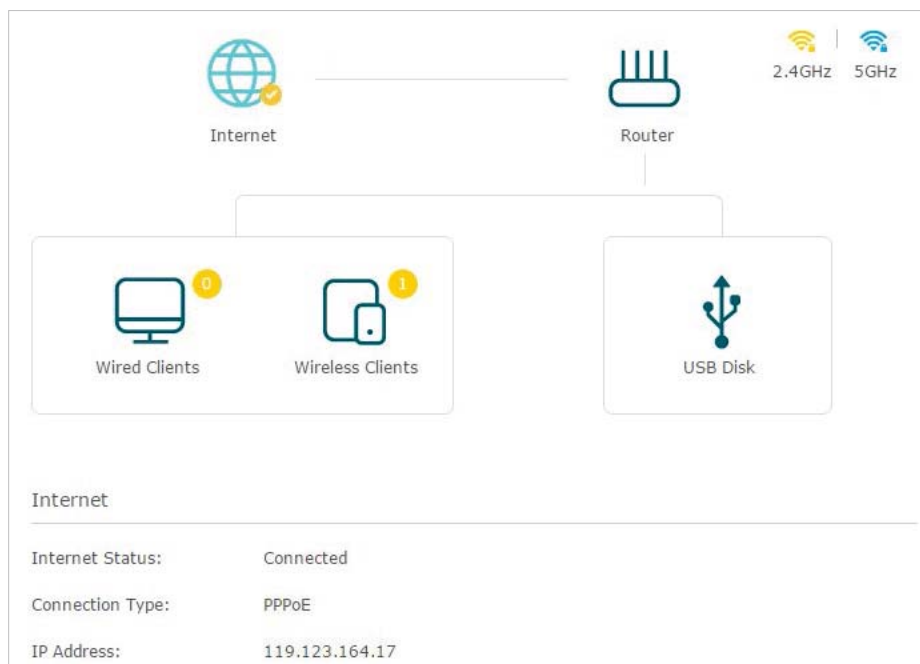 2.4GHz 5GHz
Internet Router
0 1
Wired Clients Wireless Clients USB Disk
Internet
Internet Status: Connected
Connection Type: PPPoE
IP Address: 119.123.164.17